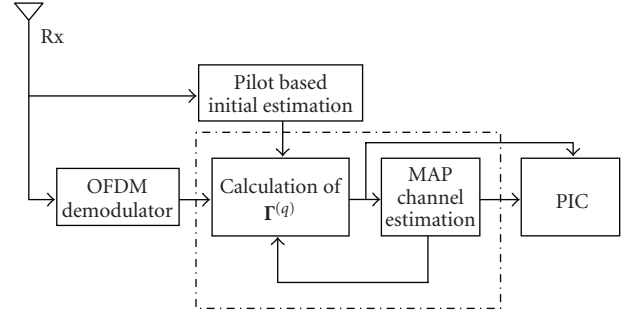 Rx
Pilot based
initial estimation
OFDM
demodulator
Calculation of
Γ(q)
MAP
channel
estimation
PIC